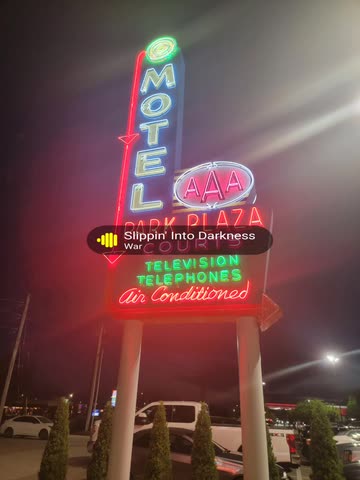 MOTEL
AAA
PARK PLAZA
Slippin' Into Darkness
War
COURTS
TELEVISION
TELEPHONES
Air Conditioned